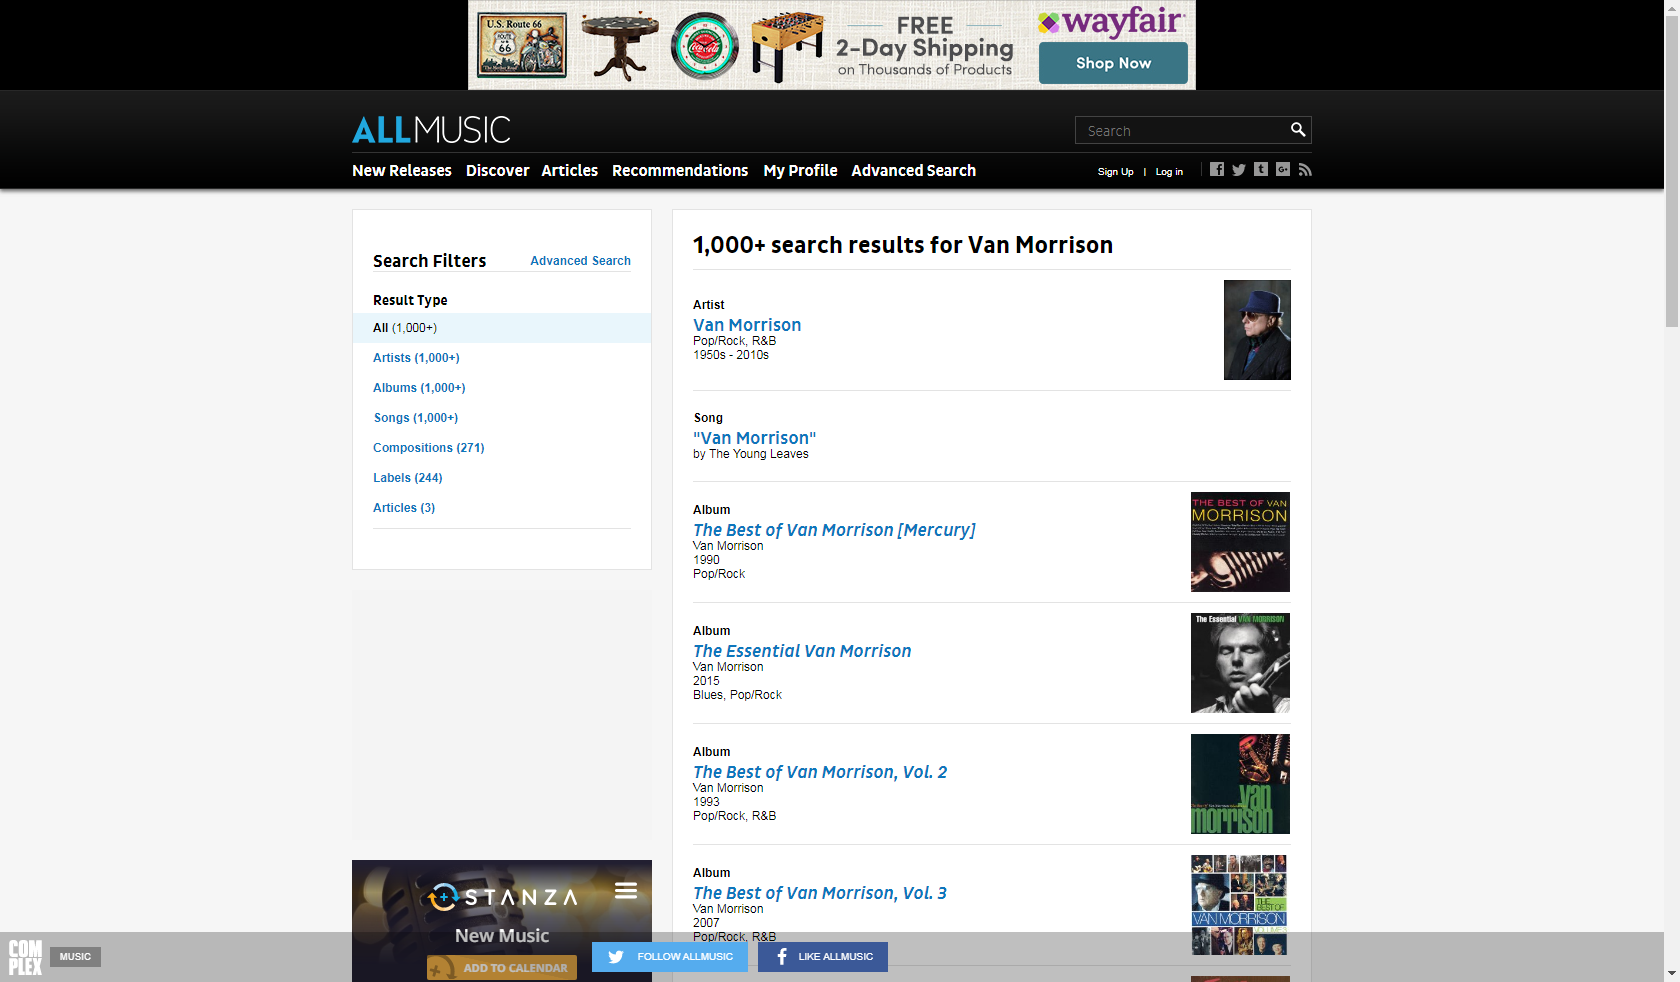 U.S. Route 66
ROUTE
66
The Mother Road
Coca-Cola
FREE
2-Day Shipping
on Thousands of Products
wayfair
Shop Now
ALLMUSIC
Search
New Releases Discover Articles Recommendations My Profile Advanced Search
Sign Up | Log in
Search Filters
Advanced Search
Result Type
All (1,000+)
Artists (1,000+)
Albums (1,000+)
Songs (1,000+)
Compositions (271)
Labels (244)
Articles (3)
1,000+ search results for Van Morrison
Artist
Van Morrison
Pop/Rock, R&B
1950s - 2010s
Song
"Van Morrison"
by The Young Leaves
Album
The Best of Van Morrison [Mercury]
Van Morrison
1990
Pop/Rock
THE BEST OF VAN
MORRISON
Album
The Essential Van Morrison
Van Morrison
2015
Blues, Pop/Rock
The Essential VAN MORRISON
Album
The Best of Van Morrison, Vol. 2
Van Morrison
1993
Pop/Rock, R&B
van
morrison
Album
The Best of Van Morrison, Vol. 3
Van Morrison
2007
Pop/Rock, R&B
THE
BEST OF
VAN MORRISON
STANZA
New Music
ADD TO CALENDAR
COM
PLEX
MUSIC
FOLLOW ALLMUSIC
LIKE ALLMUSIC